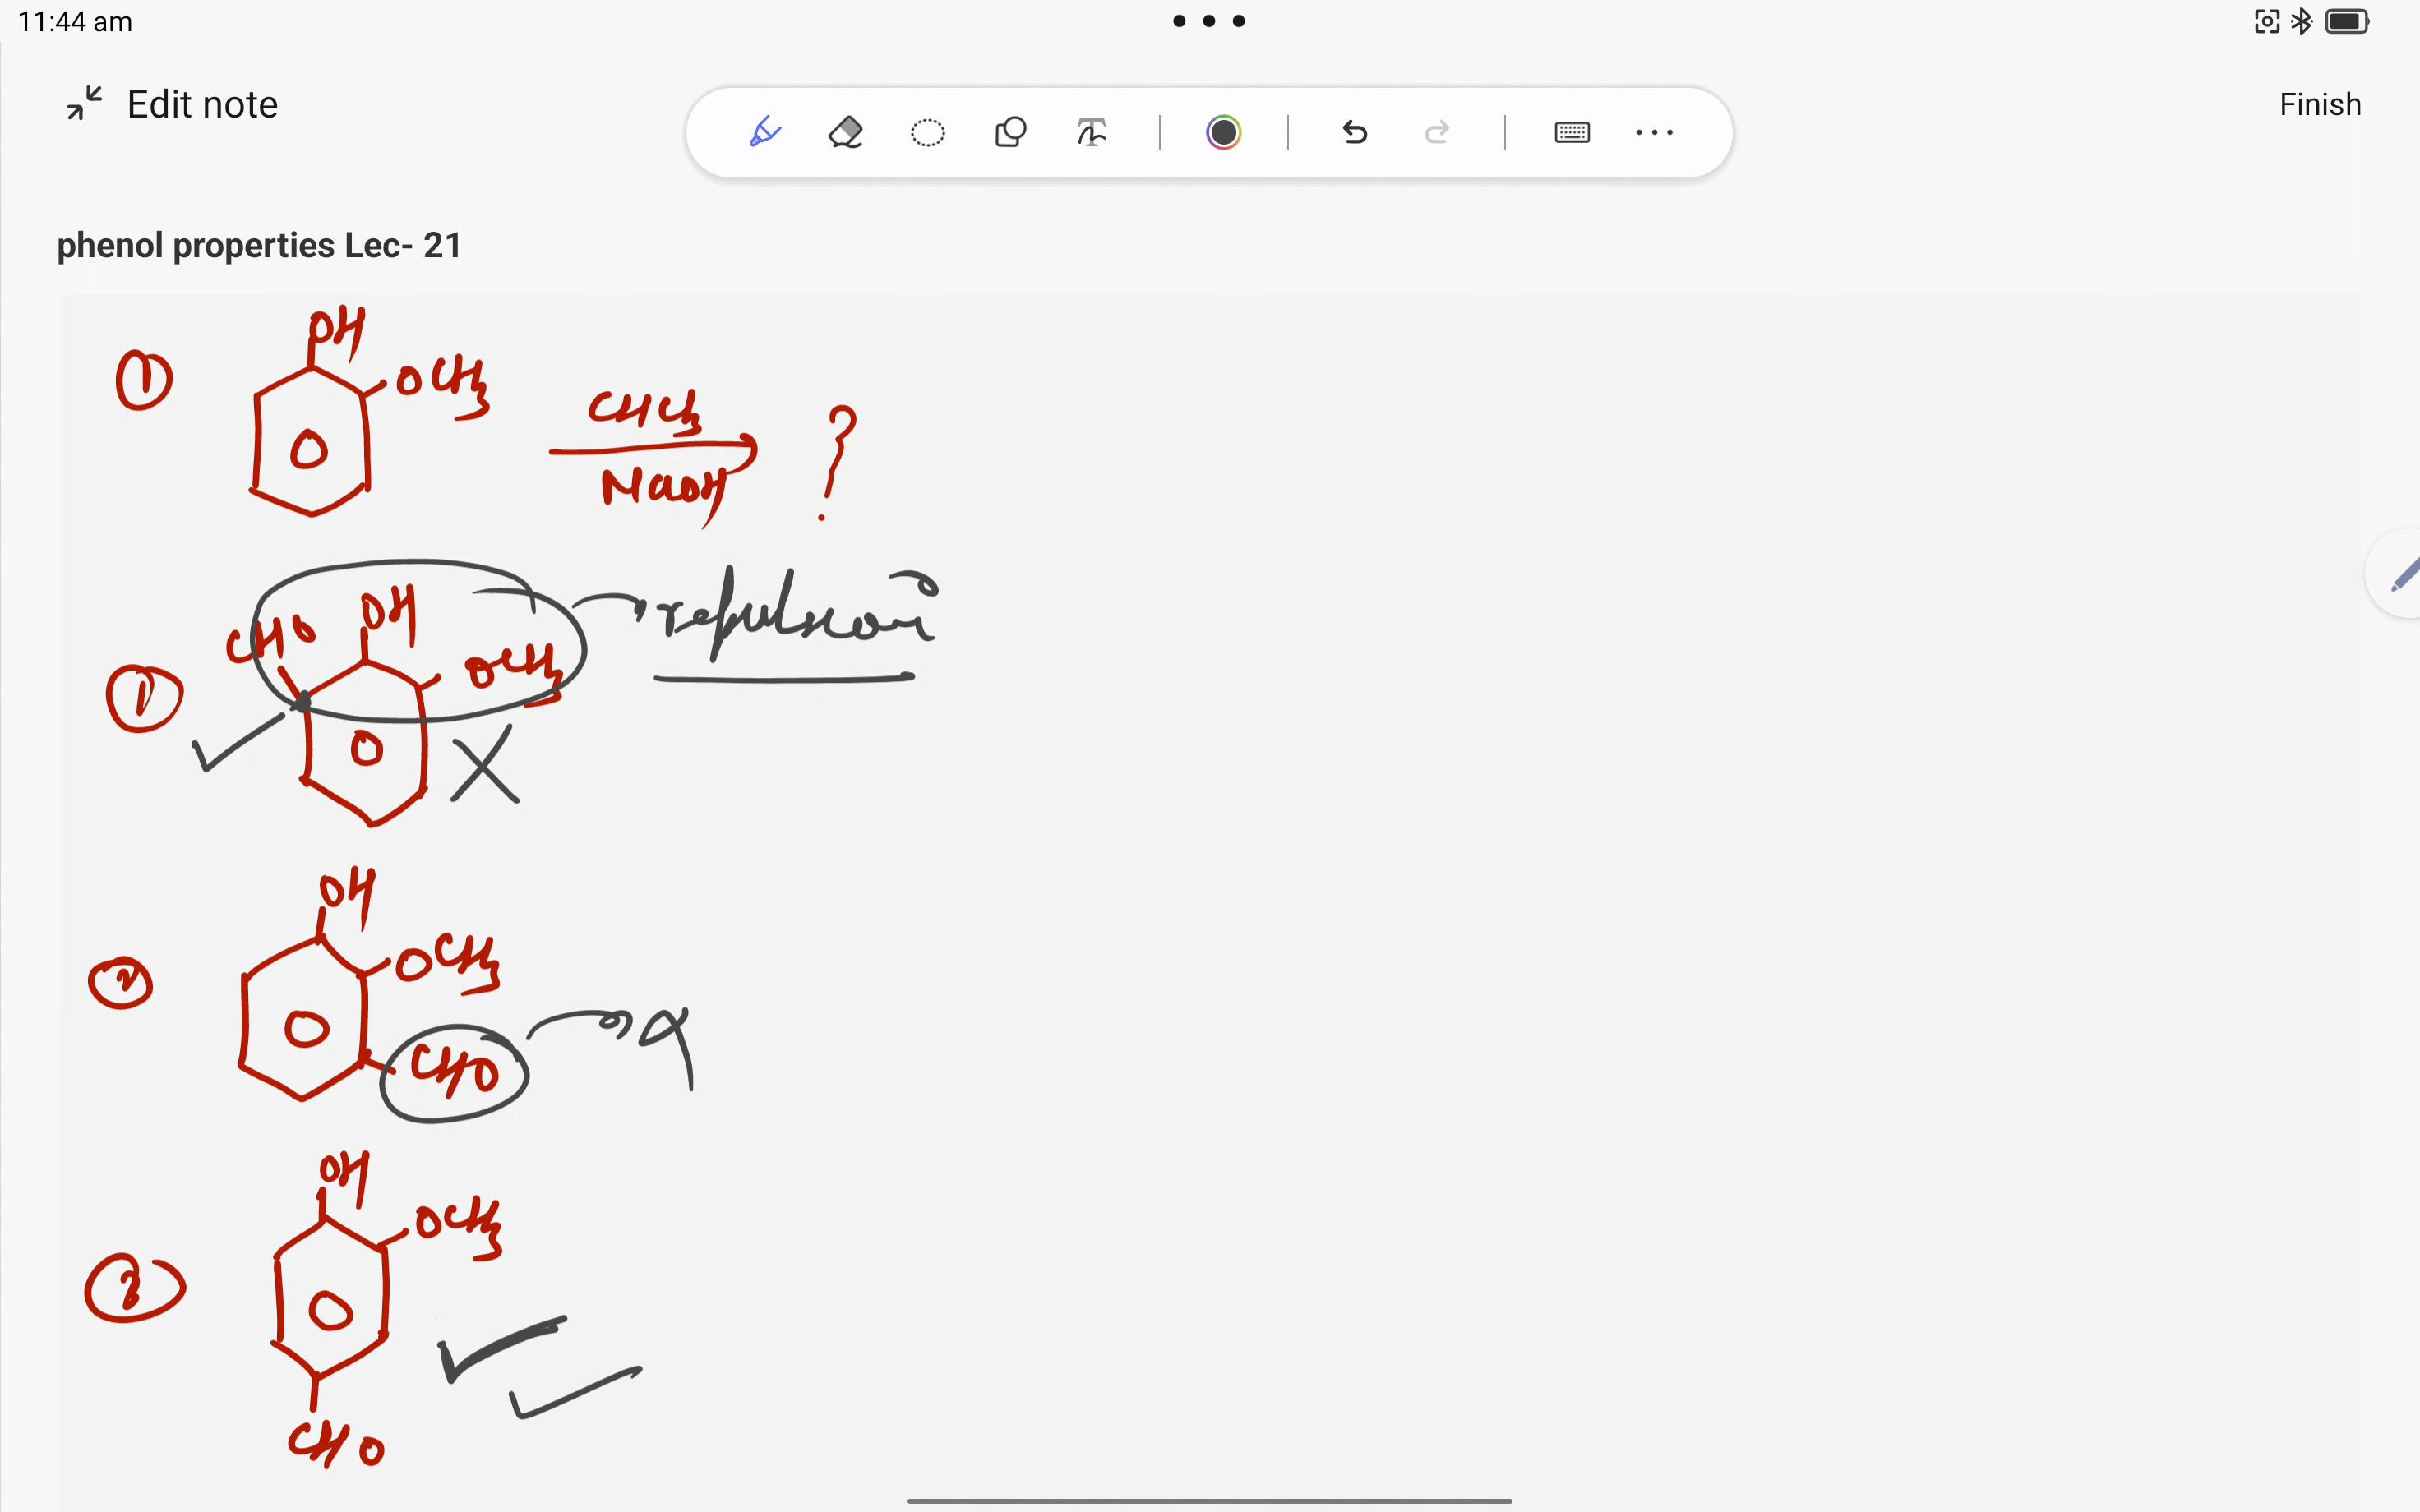 11:44 am
Edit note
Finish
phenol properties Lec- 21
① OH
OCH3
CHCl3
NaOH
?
① CHO OH OCH3
repulsion
X
② OH
OCH3
CHO
③ OH
OCH3
CHO